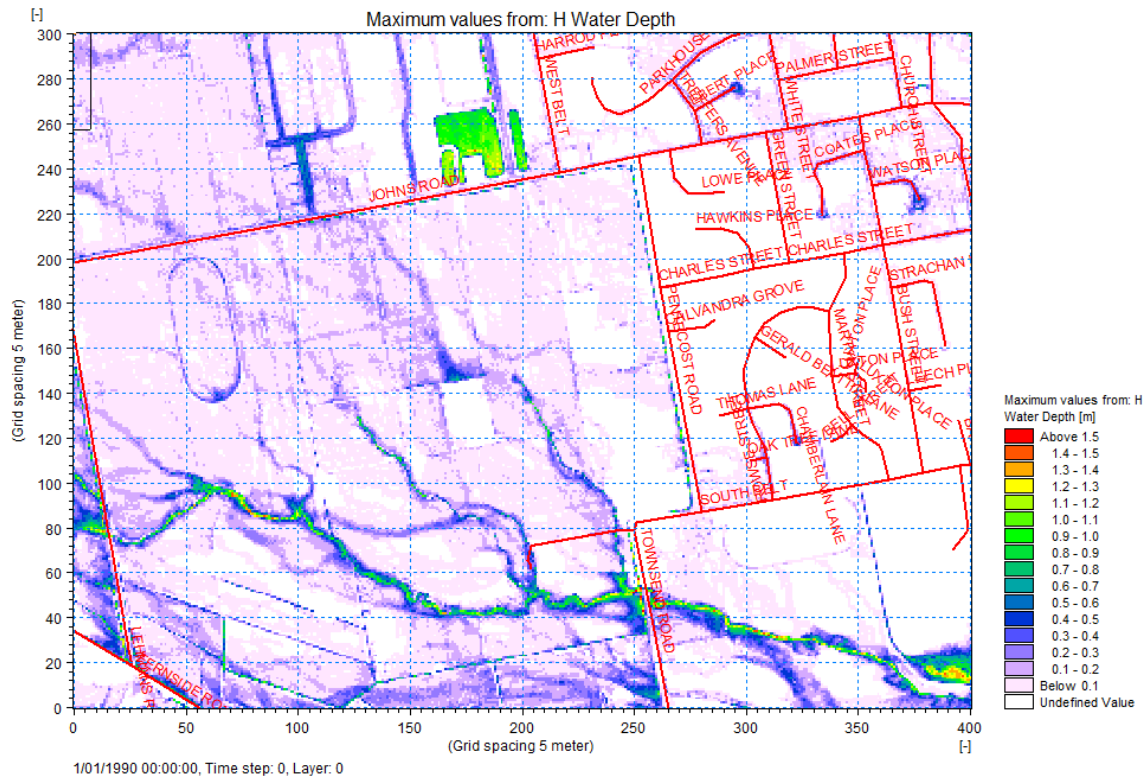 Maximum values from: H Water Depth
[-]
300
280
260
240
220
200
180
160
140
120
100
80
60
40
20
0
(Grid spacing 5 meter)
HARROD
WEST BELT
PARKHOUSE
PALMER STREET
WHITE STREET
CHURCH STREET
COATES PLACE
AVENUE
GREEN STREET
WATSON PLAC
JOHNS ROAD
LOWE PLACE
HAWKINS PLACE
CHARLES STREET
CHARLES STREET
STRACHAN
PENTECOST ROAD
BUSH STREET
THOMAS LANE
OAK TREE LANE
CHAMBERLAIN LANE
SOUTH BELT
TOWNSEND ROAD
0
50
100
150
200
250
300
350
400
(Grid spacing 5 meter)
[-]
1/01/1990 00:00:00, Time step: 0, Layer: 0
Maximum values from: H
Water Depth [m]
Above 1.5
1.4 - 1.5
1.3 - 1.4
1.2 - 1.3
1.1 - 1.2
1.0 - 1.1
0.9 - 1.0
0.8 - 0.9
0.7 - 0.8
0.6 - 0.7
0.5 - 0.6
0.4 - 0.5
0.3 - 0.4
0.2 - 0.3
0.1 - 0.2
Below 0.1
Undefined Value